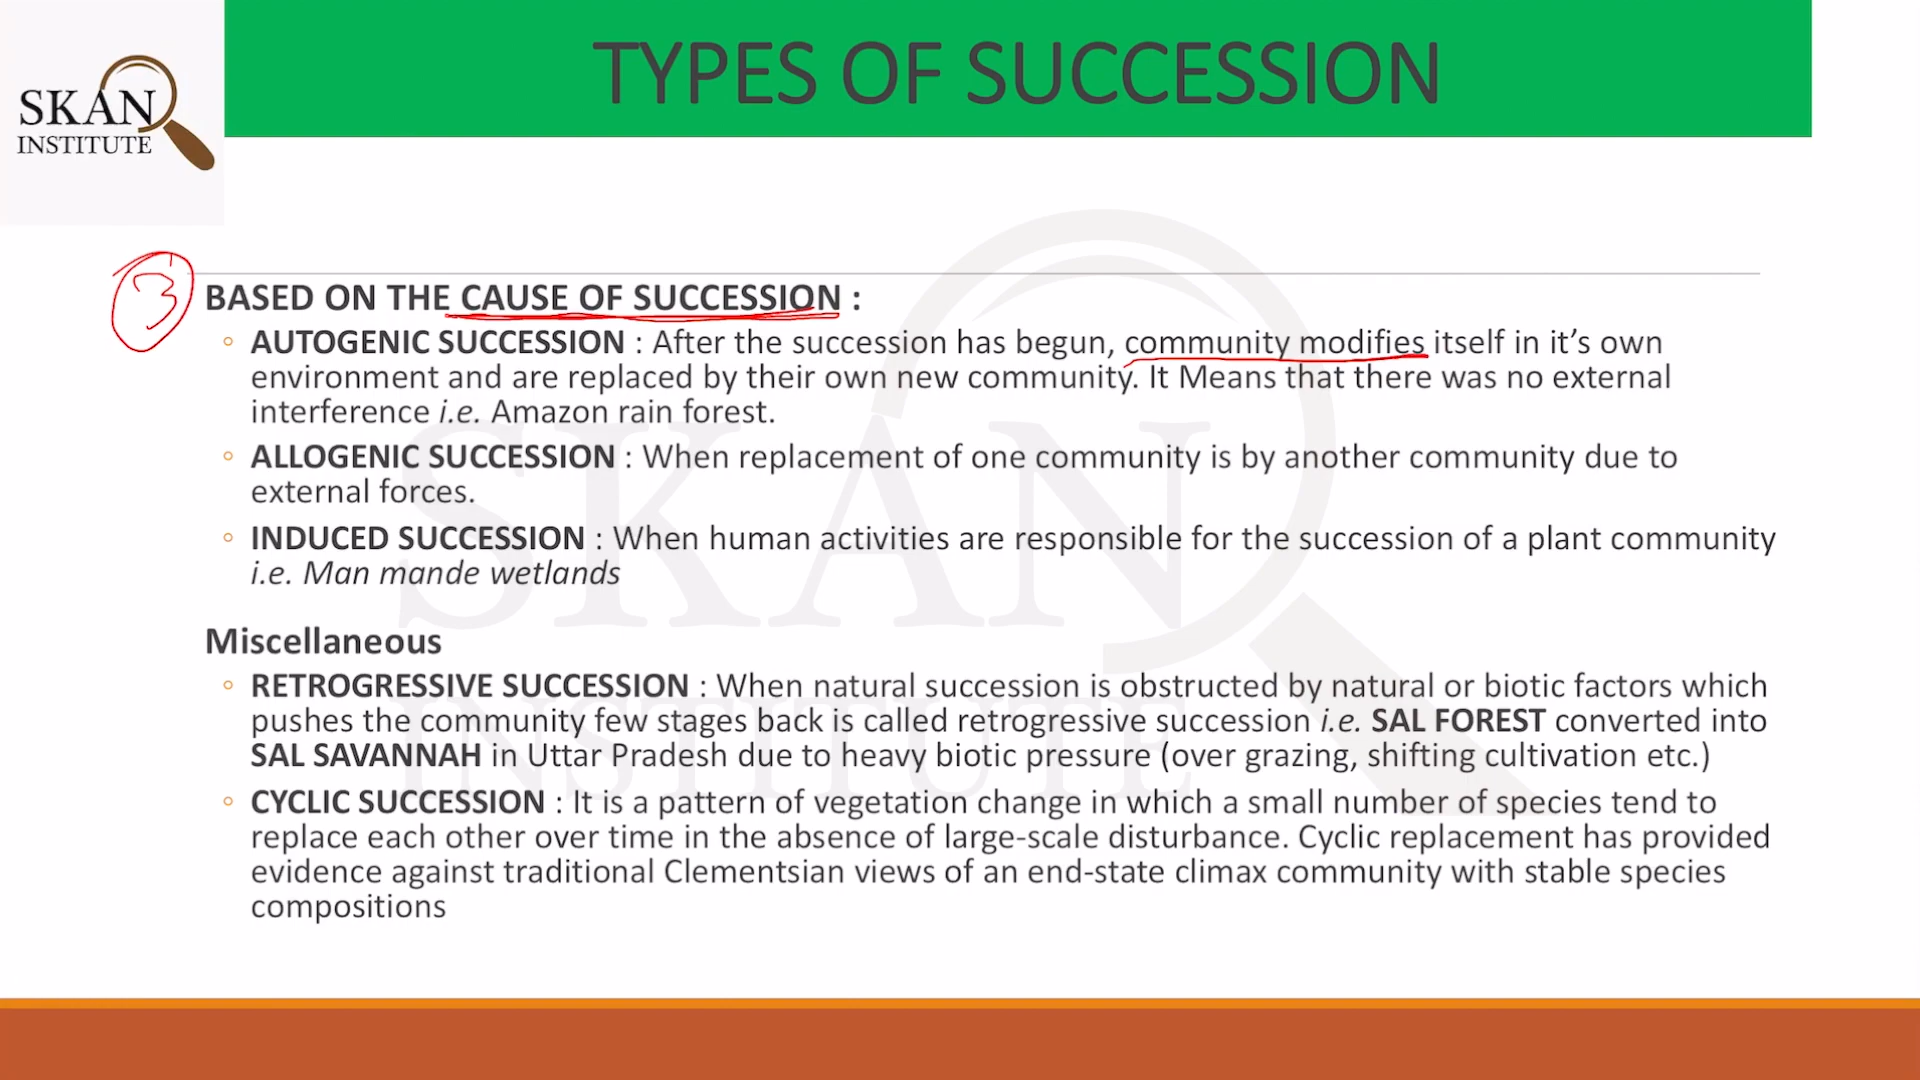 SKAN
INSTITUTE
TYPES OF SUCCESSION
3
BASED ON THE CAUSE OF SUCCESSION :
◦ AUTOGENIC SUCCESSION : After the succession has begun, community modifies itself in it’s own
environment and are replaced by their own new community. It Means that there was no external
interference i.e. Amazon rain forest.
◦ ALLOGENIC SUCCESSION : When replacement of one community is by another community due to
external forces.
◦ INDUCED SUCCESSION : When human activities are responsible for the succession of a plant community
i.e. Man mande wetlands
Miscellaneous
◦ RETROGRESSIVE SUCCESSION : When natural succession is obstructed by natural or biotic factors which
pushes the community few stages back is called retrogressive succession i.e. SAL FOREST converted into
SAL SAVANNAH in Uttar Pradesh due to heavy biotic pressure (over grazing, shifting cultivation etc.)
◦ CYCLIC SUCCESSION : It is a pattern of vegetation change in which a small number of species tend to
replace each other over time in the absence of large-scale disturbance. Cyclic replacement has provided
evidence against traditional Clementsian views of an end-state climax community with stable species
compositions
SKAN
INSTITUTE